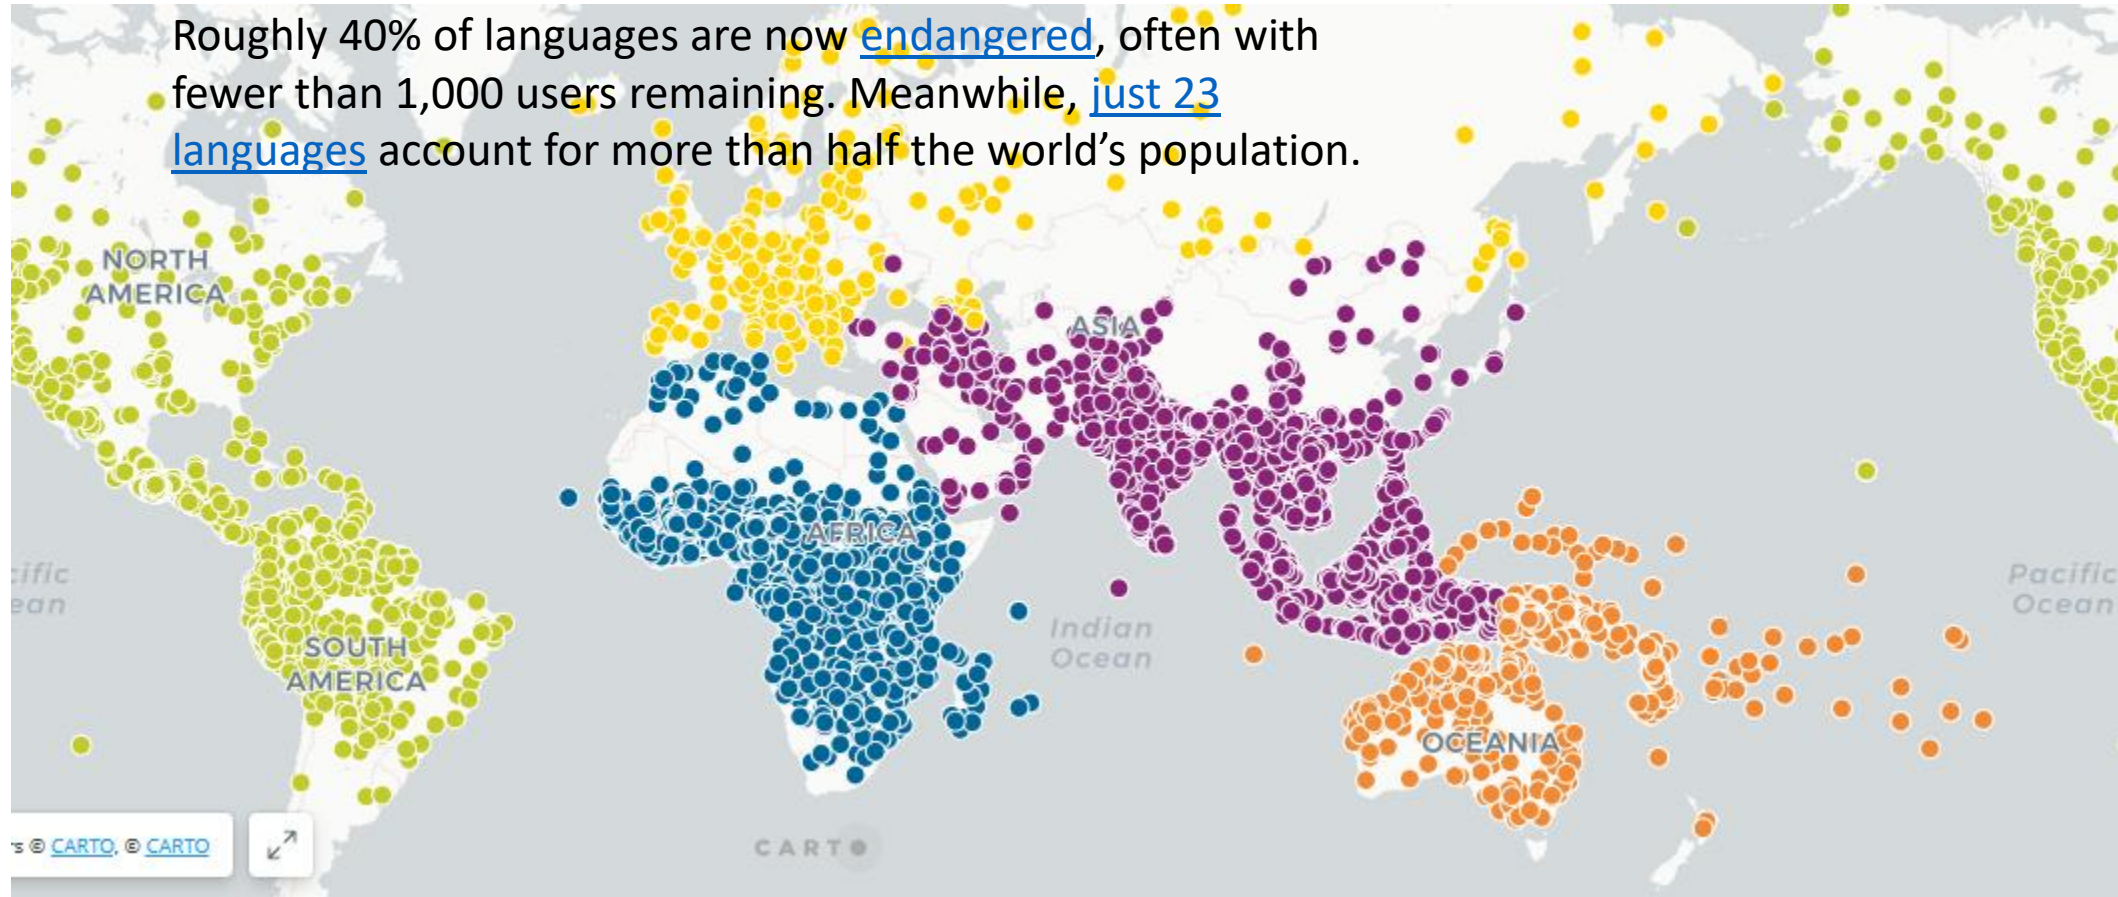 Roughly 40% of languages are now endangered, often with
fewer than 1,000 users remaining. Meanwhile, just 23
languages account for more than half the world's population.
NORTH
AMERICA
ASIA
AFRICA
cific
ean
Pacific
Ocean
Indian
Ocean
SOUTH
AMERICA
OCEANIA
's © CARTO, © CARTO
CARTO